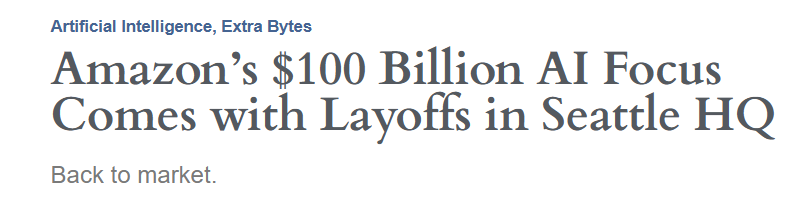 Artificial Intelligence, Extra Bytes
Amazon’s $100 Billion AI Focus
Comes with Layoffs in Seattle HQ
Back to market.